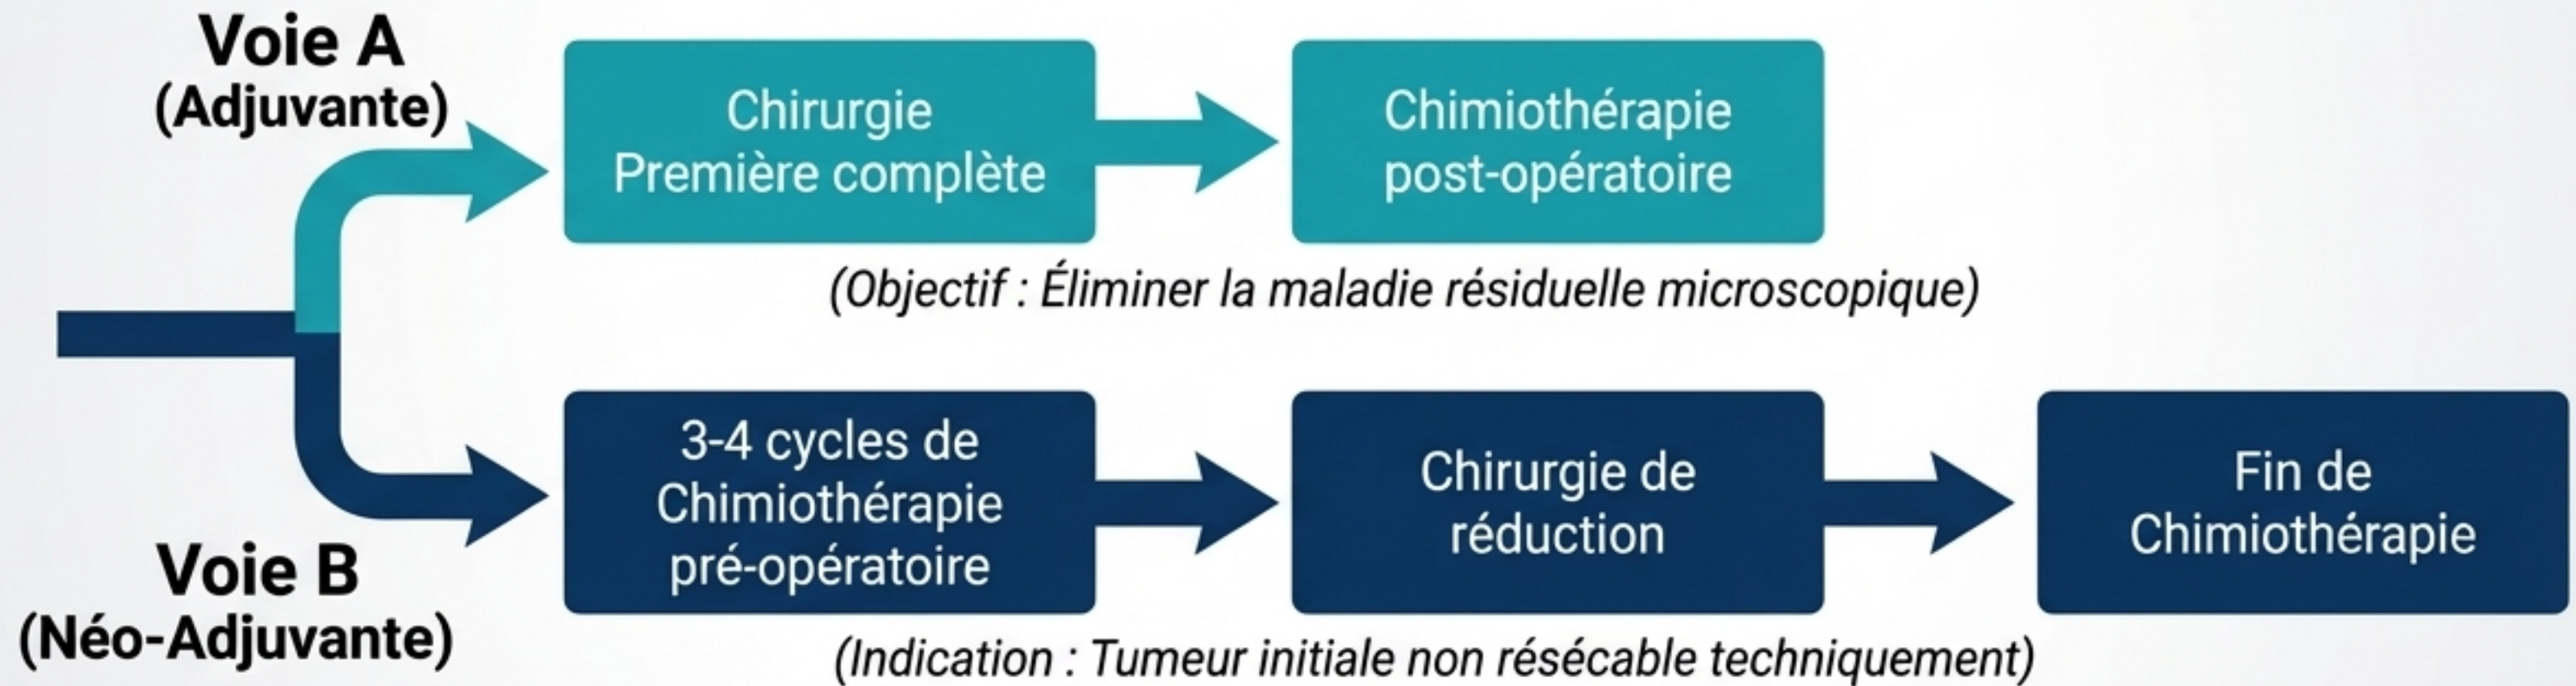 Voie A
(Adjuvante)
Chirurgie
Première complète
Chimiothérapie
post-opératoire
(Objectif : Éliminer la maladie résiduelle microscopique)
Voie B
(Néo-Adjuvante)
3-4 cycles de
Chimiothérapie
pré-opératoire
Chirurgie de
réduction
Fin de
Chimiothérapie
(Indication : Tumeur initiale non résécable techniquement)